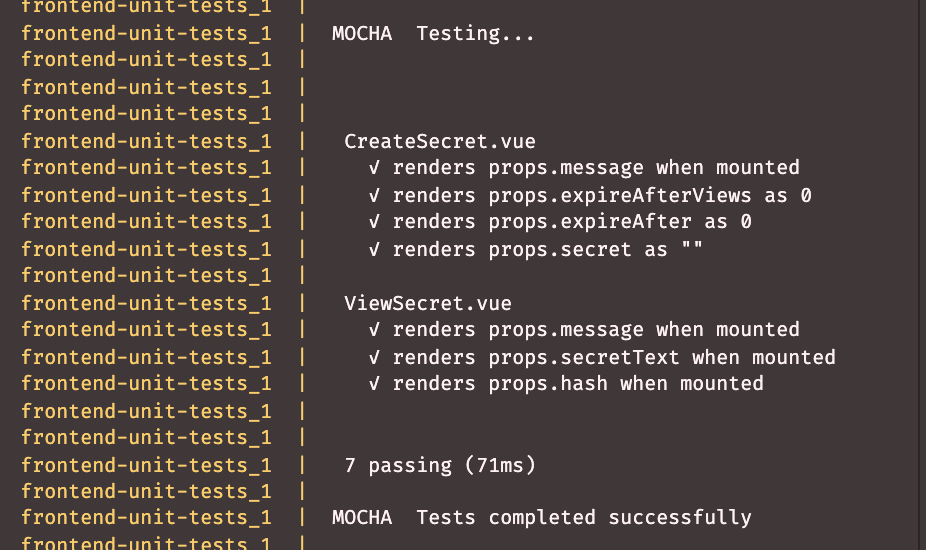 frontend-unit-tests_1  |
frontend-unit-tests_1  |  MOCHA  Testing...
frontend-unit-tests_1  |
frontend-unit-tests_1  |
frontend-unit-tests_1  |
frontend-unit-tests_1  |   CreateSecret.vue
frontend-unit-tests_1  |     √ renders props.message when mounted
frontend-unit-tests_1  |     √ renders props.expireAfterViews as 0
frontend-unit-tests_1  |     √ renders props.expireAfter as 0
frontend-unit-tests_1  |     √ renders props.secret as ""
frontend-unit-tests_1  |
frontend-unit-tests_1  |   ViewSecret.vue
frontend-unit-tests_1  |     √ renders props.message when mounted
frontend-unit-tests_1  |     √ renders props.secretText when mounted
frontend-unit-tests_1  |     √ renders props.hash when mounted
frontend-unit-tests_1  |
frontend-unit-tests_1  |
frontend-unit-tests_1  |   7 passing (71ms)
frontend-unit-tests_1  |
frontend-unit-tests_1  |  MOCHA  Tests completed successfully
frontend-unit-tests_1  |